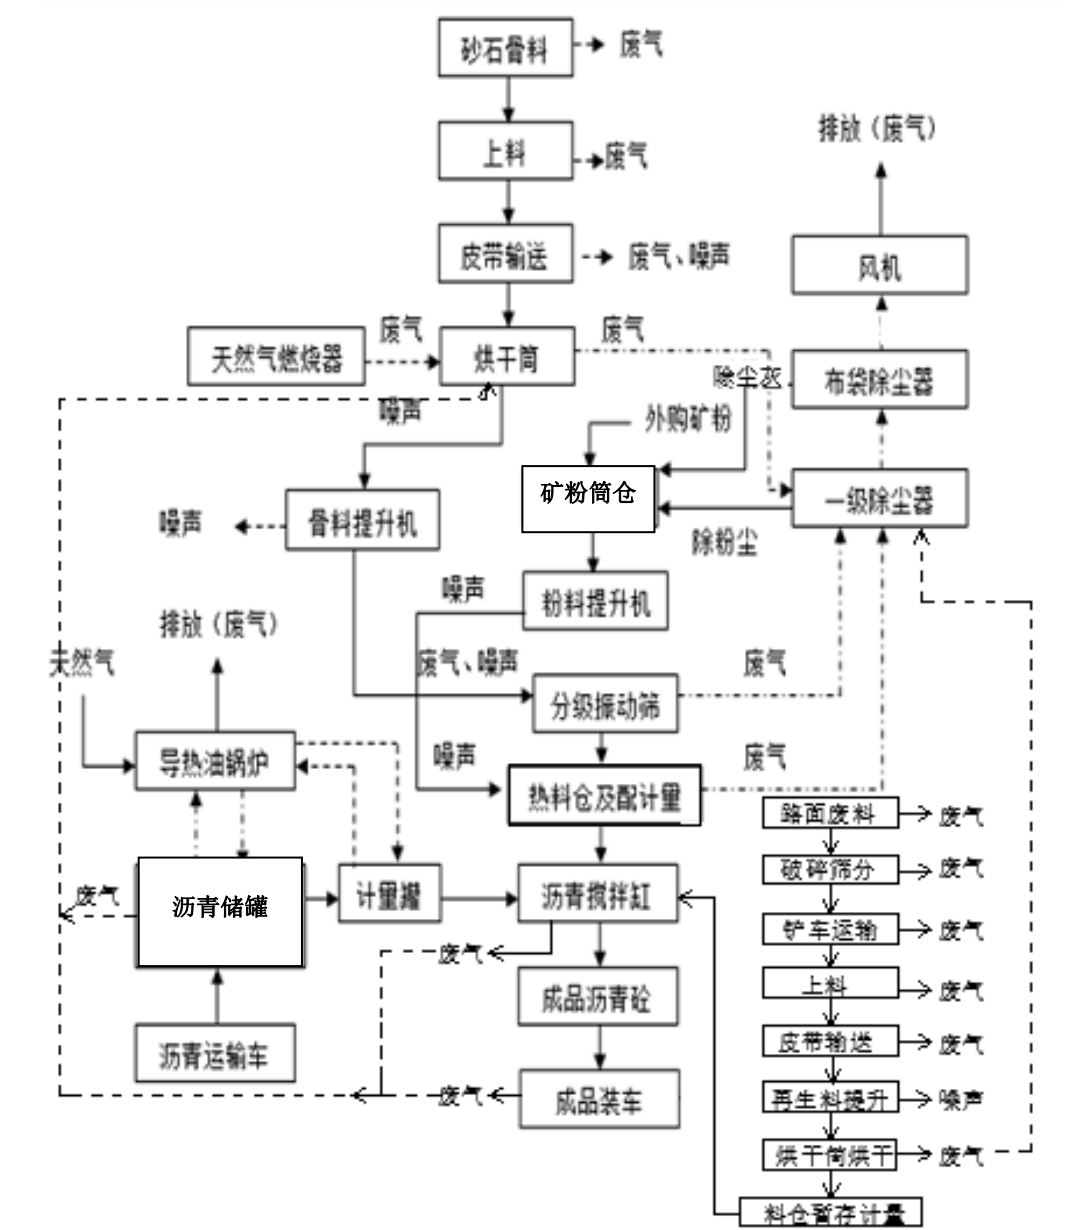 砂石骨料
废气
上料
废气
排放（废气）
皮带输送
废气、噪声
风机
天然气燃烧器
废气
烘干筒
废气
除尘灰
布袋除尘器
噪声
外购矿粉
矿粉筒仓
一级除尘器
噪声
骨料提升机
除粉尘
噪声
粉料提升机
排放（废气）
天然气
废气、噪声
废气
分级振动筛
导热油锅炉
噪声
废气
热料仓及配计量
路面废料
废气
破碎筛分
废气
废气
沥青储罐
计量罐
沥青搅拌缸
铲车运输
废气
废气
上料
废气
成品沥青砼
沥青运输车
皮带输送
废气
废气
成品装车
再生料提升
噪声
烘干筒烘干
废气
料仓暂存计量